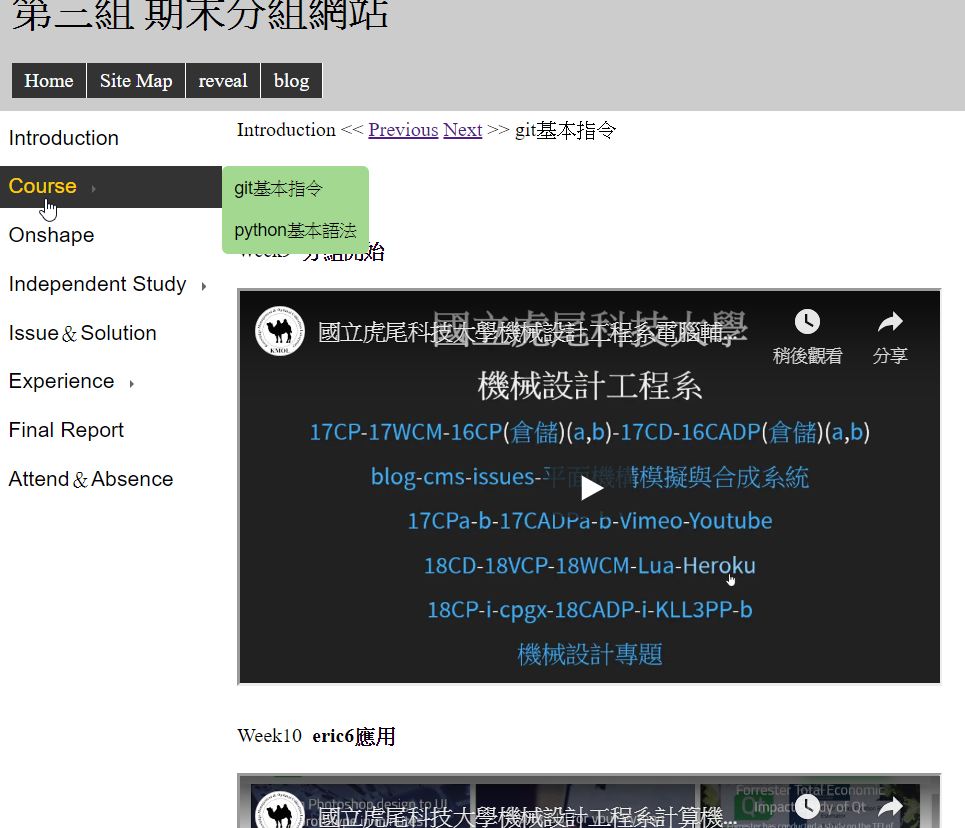 第三組 期末分組網站
Home Site Map reveal blog
Introduction
Course
Onshape
Independent Study
Issue＆Solution
Experience
Final Report
Attend＆Absence
git基本指令
python基本語法
Introduction << Previous Next >> git基本指令
分組開始
國立虎尾科技大學機械設計工程系電腦輔...
稍後觀看 分享
KMOL
國立虎尾科技大學
機械設計工程系
17CP-17WCM-16CP(倉儲)(a,b)-17CD-16CADP(倉儲)(a,b)
blog-cms-issues-平面機構模擬與合成系統
17CPa-b-17CADPa-b-Vimeo-Youtube
18CD-18VCP-18WCM-Lua-Heroku
18CP-i-cpgx-18CADP-i-KLL3PP-b
機械設計專題
Week10 eric6應用
國立虎尾科技大學機械設計工程系計算機...
Photoshop design to UI
Forrester Total Economic